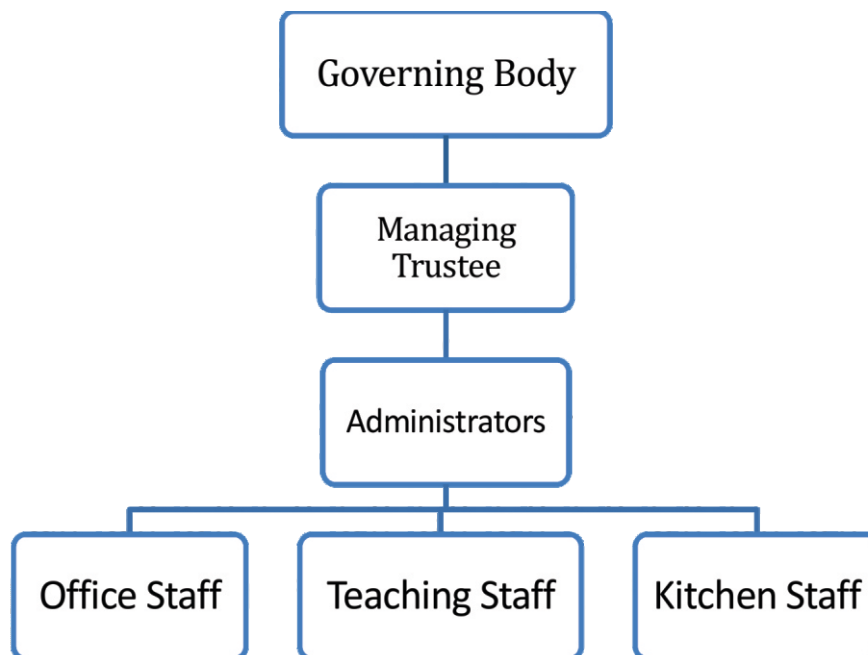 Governing Body
Managing
Trustee
Administrators
Office Staff
Teaching Staff
Kitchen Staff